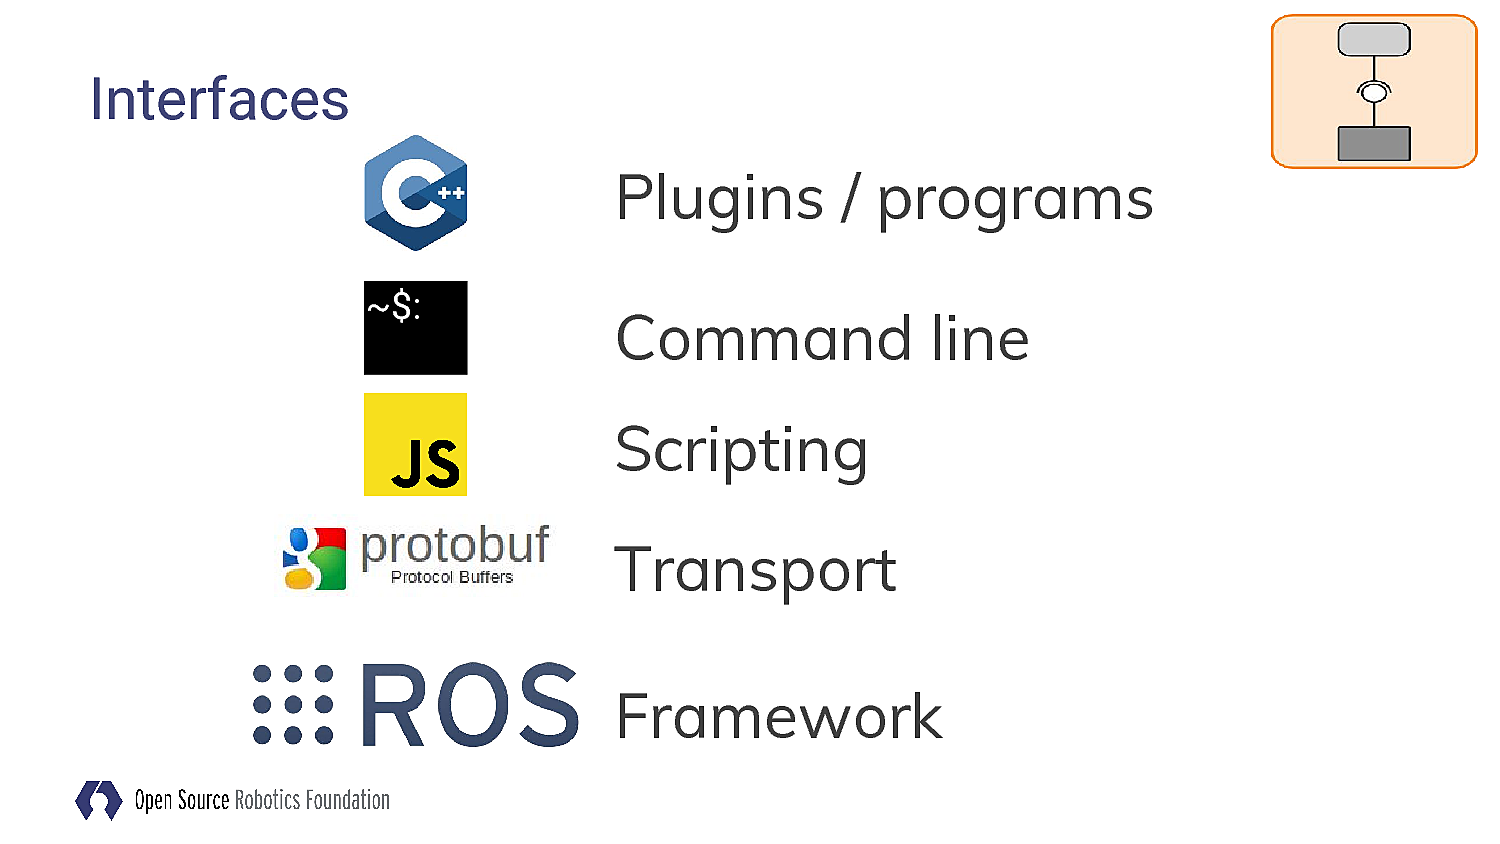 Interfaces
C++
Plugins / programs
~$:
Command line
JS
Scripting
protobuf
Protocol Buffers
Transport
ROS
Framework
Open Source Robotics Foundation